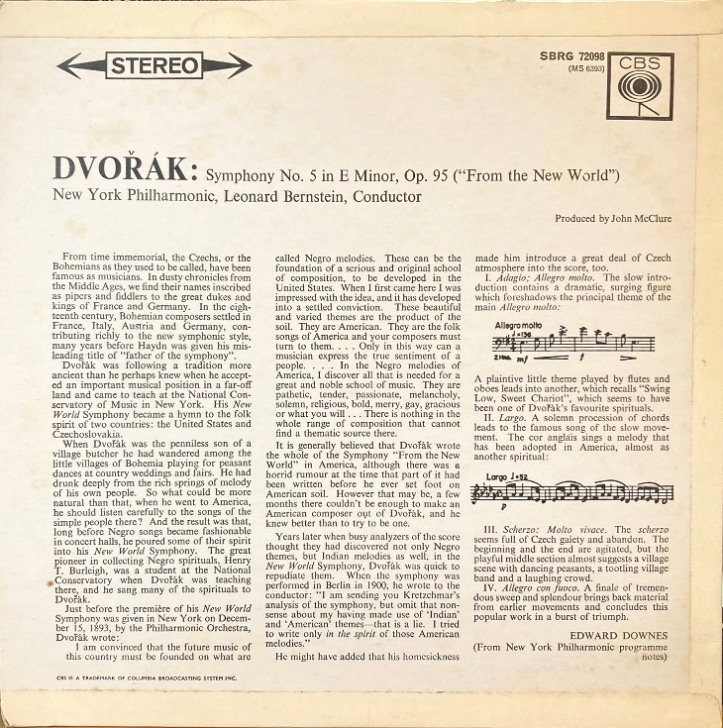 STEREO
SBRG 72098
(MS 6393)
CBS
DVOŘÁK: Symphony No. 5 in E Minor, Op. 95 (“From the New World”)
New York Philharmonic, Leonard Bernstein, Conductor
Produced by John McClure
From time immemorial, the Czechs, or the
Bohemians as they used to be called, have been
famous as musicians. In dusty chronicles from
the Middle Ages, we find their names inscribed
as pipers and fiddlers to the great dukes and
kings of France and Germany. In the eigh-
teenth century, Bohemian composers settled in
France, Italy, Austria and Germany, con-
tributing richly to the new symphonic style,
many years before Haydn was given his mis-
leading title of “father of the symphony”.
Dvořák was following a tradition more
ancient than he perhaps knew when he accept-
ed an important musical position in a far-off
land and came to teach at the National Con-
servatory of Music in New York. His New
World Symphony became a hymn to the folk
spirit of two countries: the United States and
Czechoslovakia.
When Dvořák was the penniless son of a
village butcher he had wandered among the
little villages of Bohemia playing for peasant
dances at country weddings and fairs. He had
drunk deeply from the rich springs of melody
of his own people. So what could be more
natural than that, when he went to America,
he should listen carefully to the songs of the
simple people there? And the result was that,
long before Negro songs became fashionable
in concert halls, he poured some of their spirit
into his New World Symphony. The great
pioneer in collecting Negro spirituals, Henry
T. Burleigh, was a student at the National
Conservatory when Dvořák was teaching
there, and he sang many of the spirituals to
Dvořák.
Just before the première of his New World
Symphony was given in New York on Decem-
ber 15, 1893, by the Philharmonic Orchestra,
Dvořák wrote:
I am convinced that the future music of
this country must be founded on what are
called Negro melodies. These can be the
foundation of a serious and original school
of composition, to be developed in the
United States. When I first came here I was
impressed with the idea, and it has developed
into a settled conviction. These beautiful
and varied themes are the product of the
soil. They are American. They are the folk
songs of America and your composers must
turn to them. . . . Only in this way can a
musician express the true sentiment of a
people. . . . In the Negro melodies of
America, I discover all that is needed for a
great and noble school of music. They are
pathetic, tender, passionate, melancholy,
solemn, religious, bold, merry, gay, gracious
or what you will . . . There is nothing in the
whole range of composition that cannot
find a thematic source there.
It is generally believed that Dvořák wrote
the whole of the Symphony “From the New
World” in America, although there was a
horrid rumour at the time that part of it had
been written before he ever set foot on
American soil. However that may be, a few
months there couldn't be enough to make an
American composer out of Dvořák, and he
knew better than to try to be one.
Years later when busy analyzers of the score
thought they had discovered not only Negro
themes, but Indian melodies as well, in the
New World Symphony, Dvořák was quick to
repudiate them. When the symphony was
performed in Berlin in 1900, he wrote to the
conductor: “I am sending you Kretzchmar's
analysis of the symphony, but omit that non-
sense about my having made use of 'Indian'
and 'American' themes—that is a lie. I tried
to write only in the spirit of those American
melodies.”
He might have added that his homesickness
made him introduce a great deal of Czech
atmosphere into the score, too.
I. Adagio; Allegro molto. The slow intro-
duction contains a dramatic, surging figure
which foreshadows the principal theme of the
main Allegro molto:
Allegro molto
♩=136
2 Hns. mf f
A plaintive little theme played by flutes and
oboes leads into another, which recalls “Swing
Low, Sweet Chariot”, which seems to have
been one of Dvořák's favourite spirituals.
II. Largo. A solemn procession of chords
leads to the famous song of the slow move-
ment. The cor anglais sings a melody that
has been adopted in America, almost as
another spiritual:
Largo ♩=52
p
III. Scherzo: Molto vivace. The scherzo
seems full of Czech gaiety and abandon. The
beginning and the end are agitated, but the
playful middle section almost suggests a village
scene with dancing peasants, a tootling village
band and a laughing crowd.
IV. Allegro con fuoco. A finale of tremen-
dous sweep and splendour brings back material
from earlier movements and concludes this
popular work in a burst of triumph.
EDWARD DOWNES
(From New York Philharmonic programme
notes)
CBS IS A TRADEMARK OF COLUMBIA BROADCASTING SYSTEM INC.